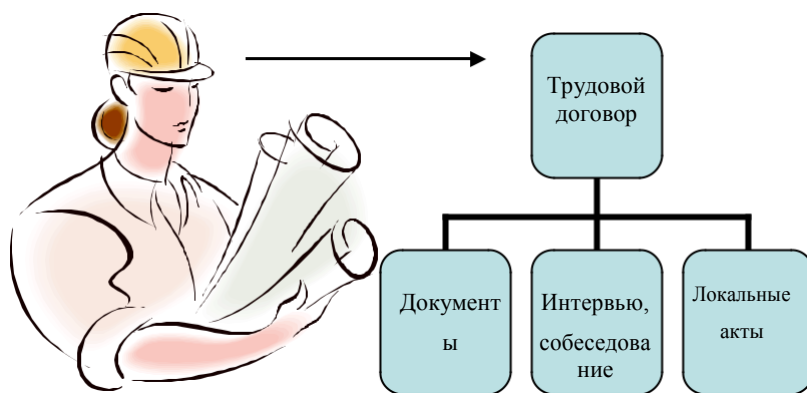 Трудовой
договор
Документ
ы
Интервью,
собеседова
ние
Локальные
акты